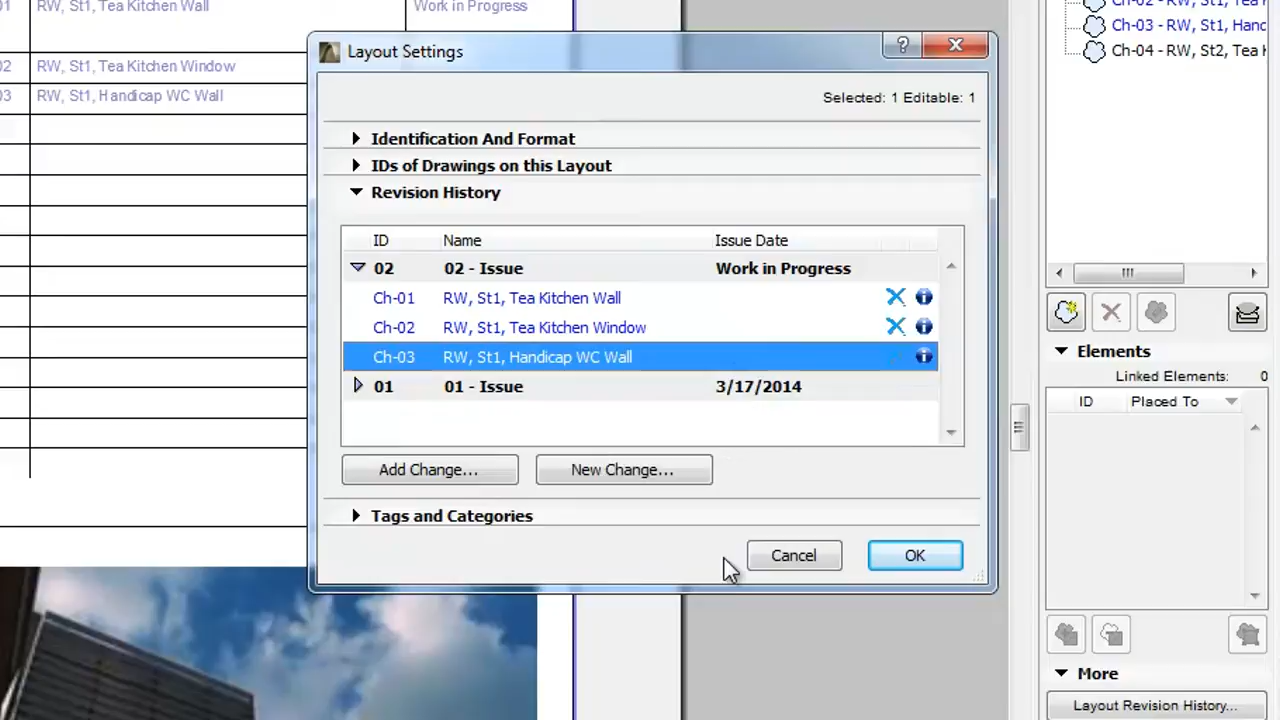 01 RW, St1, Tea Kitchen Wall Work in Progress
02 RW, St1, Tea Kitchen Window
03 RW, St1, Handicap WC Wall
Layout Settings
?
Selected: 1 Editable: 1
Identification And Format
IDs of Drawings on this Layout
Revision History
ID Name Issue Date
02 02 - Issue Work in Progress
Ch-01 RW, St1, Tea Kitchen Wall
Ch-02 RW, St1, Tea Kitchen Window
Ch-03 RW, St1, Handicap WC Wall
01 01 - Issue 3/17/2014
Add Change... New Change...
Tags and Categories
Cancel OK
Ch-02 - RW, St1, Tea
Ch-03 - RW, St1, Hand
Ch-04 - RW, St2, Tea
Elements
Linked Elements: 0
ID Placed To
More
Layout Revision History...